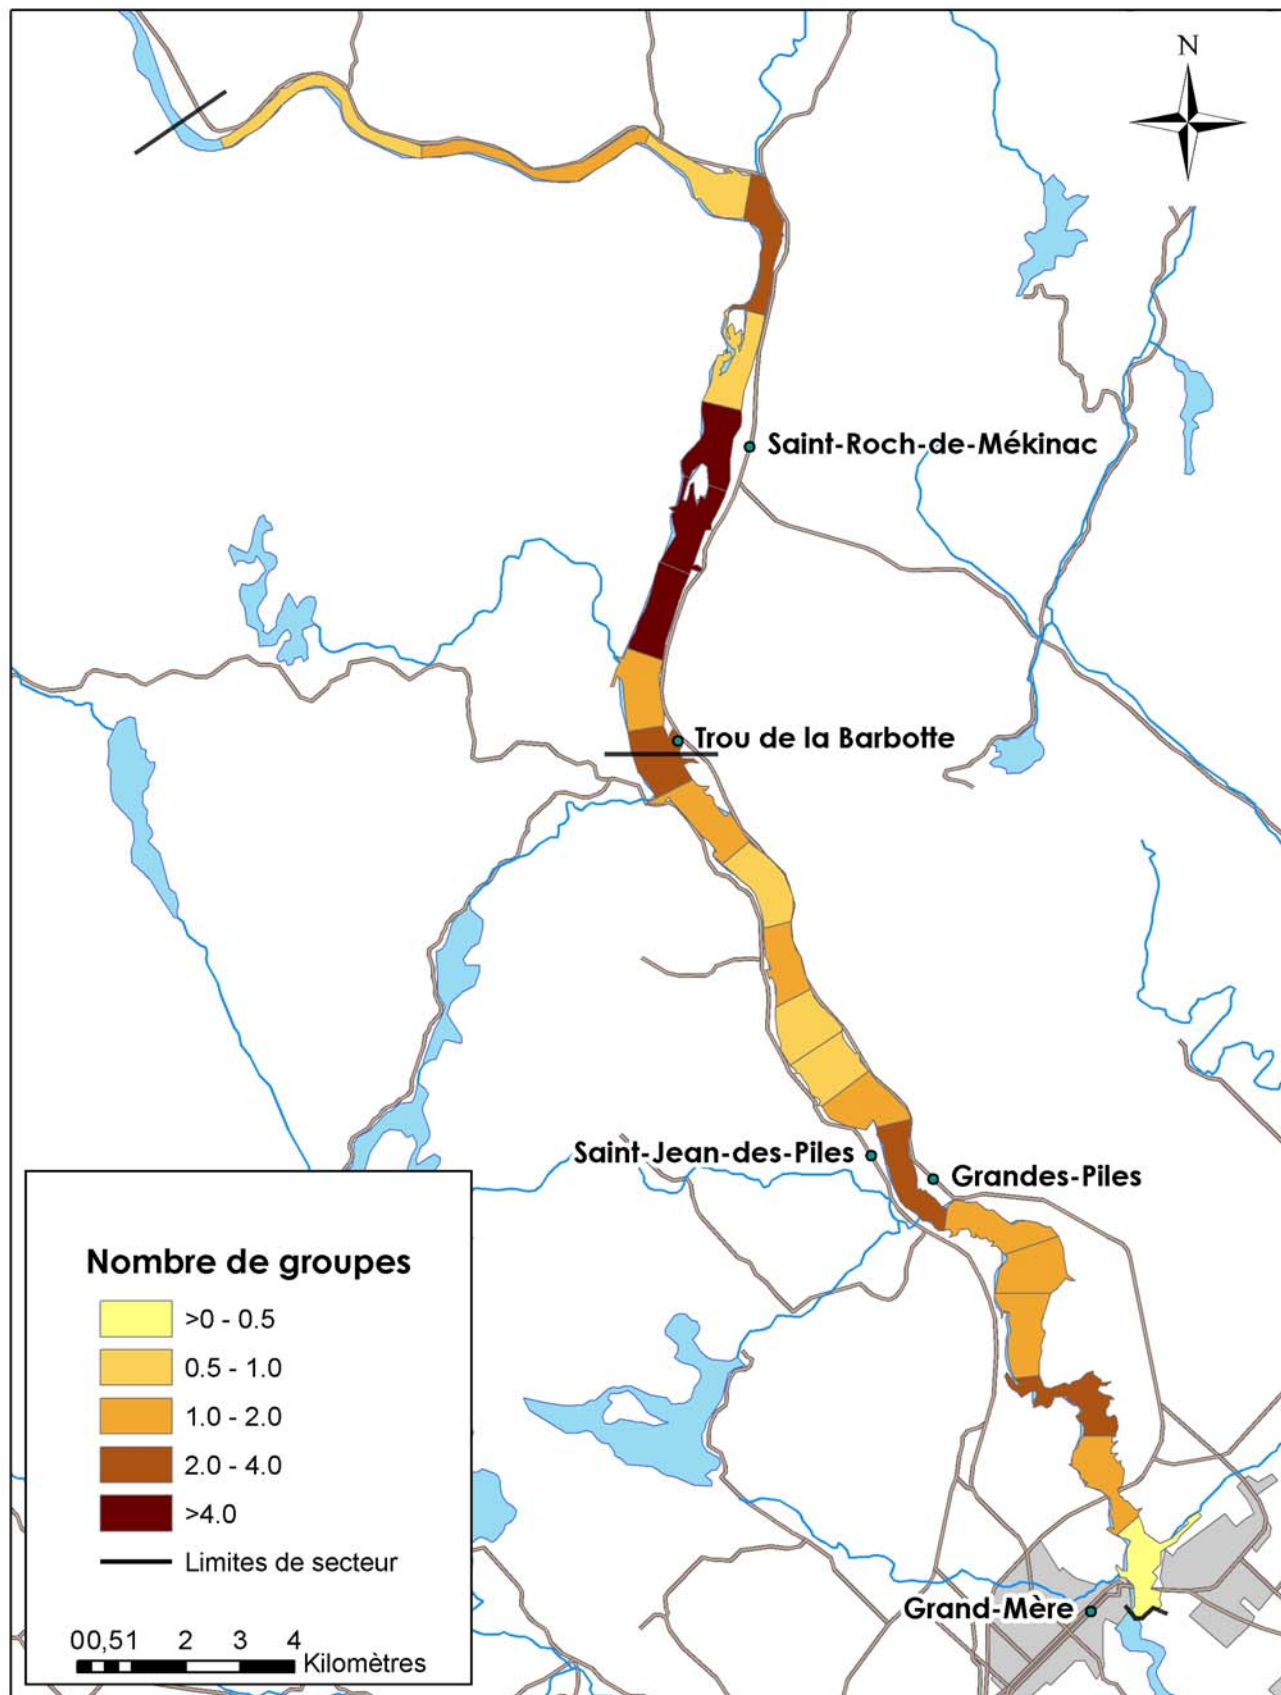 N
Saint-Roch-de-Mékinac
Trou de la Barbotte
Saint-Jean-des-Piles
Grandes-Piles
Grand-Mère
Nombre de groupes
>0 - 0.5
0.5 - 1.0
1.0 - 2.0
2.0 - 4.0
>4.0
Limites de secteur
00,51 2 3 4
Kilomètres